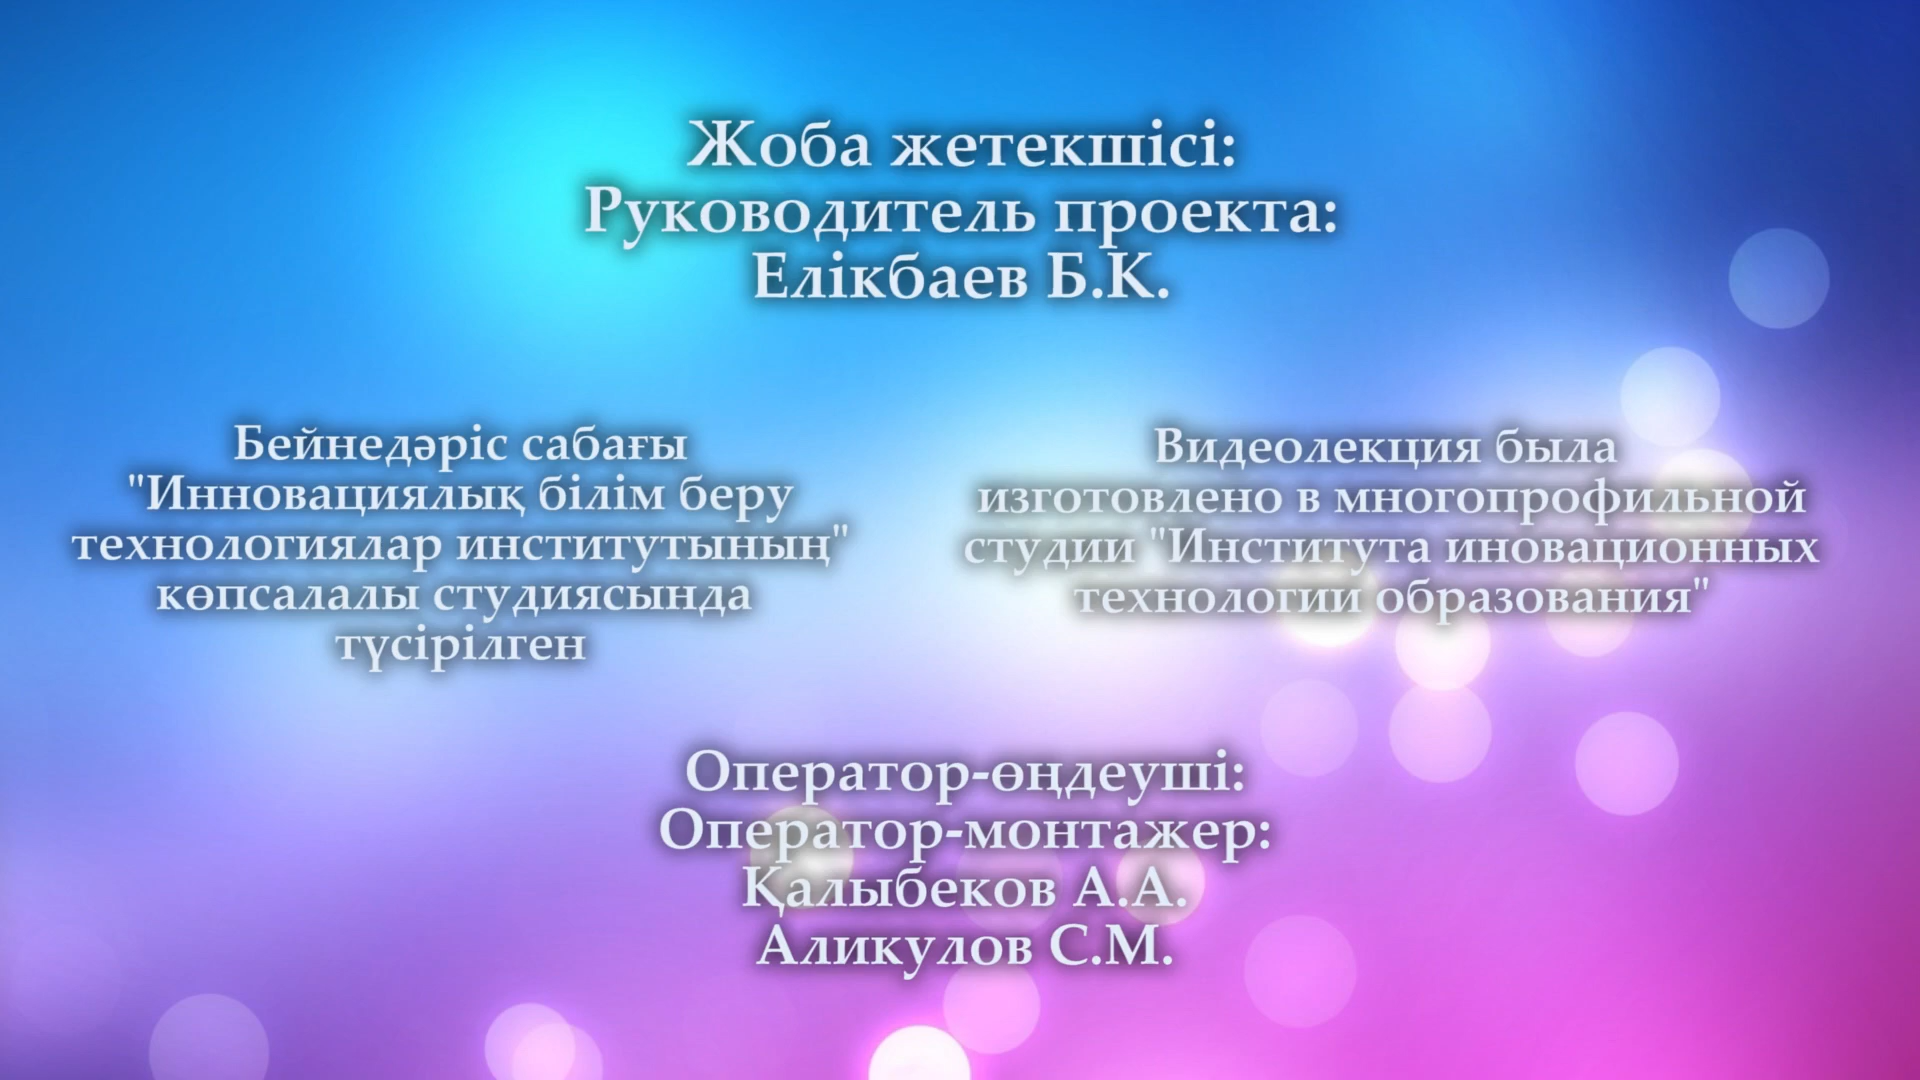 Жоба жетекшісі:
Руководитель проекта:
Елікбаев Б.К.
Бейнедәріс сабағы
"Инновациялық білім беру
технологиялар институтының"
көпсалалы студиясында
түсірілген
Видеолекция была
изготовлено в многопрофильной
студии "Института иновационных
технологии образования"
Оператор-өңдеуші:
Оператор-монтажер:
Қалыбеков А.А.
Аликулов С.М.